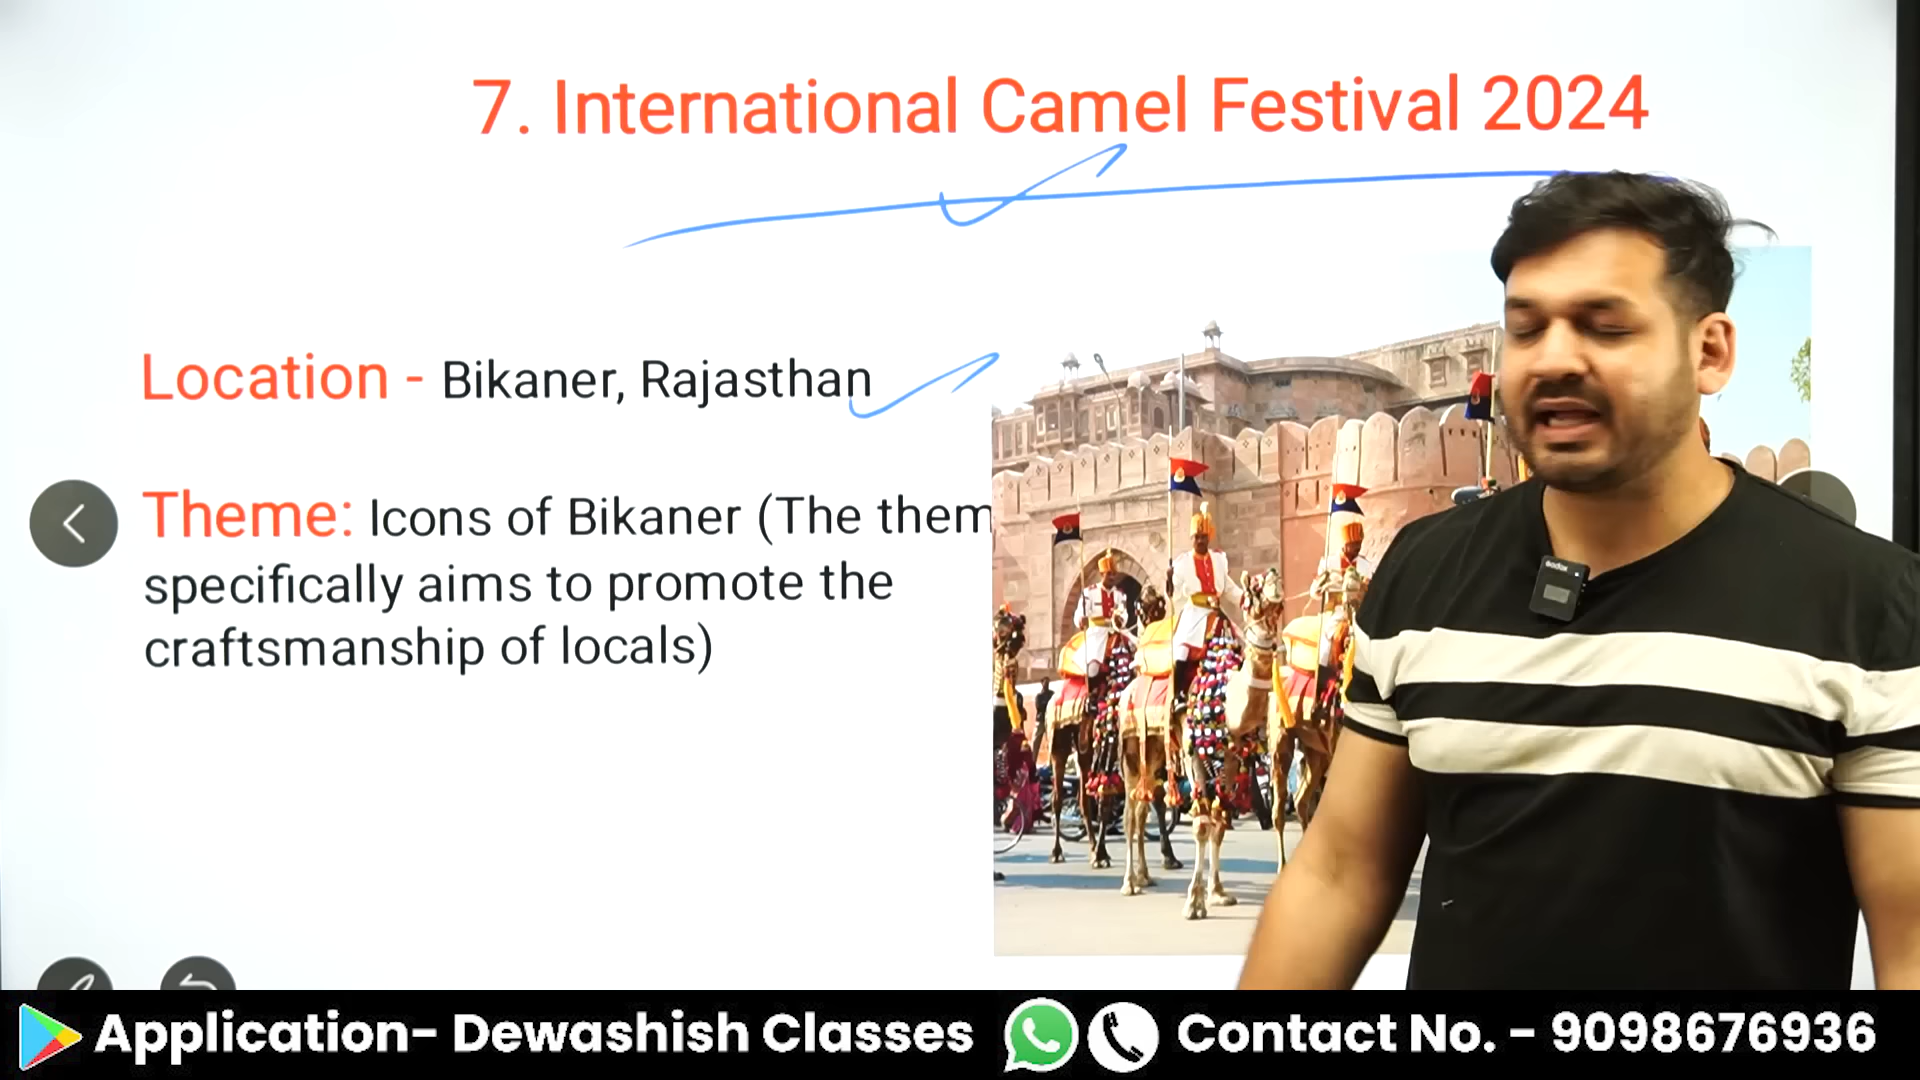 7. International Camel Festival 2024
Location - Bikaner, Rajasthan
Theme: Icons of Bikaner (The them
specifically aims to promote the
craftsmanship of locals)
Godox
Application- Dewashish Classes Contact No. - 9098676936